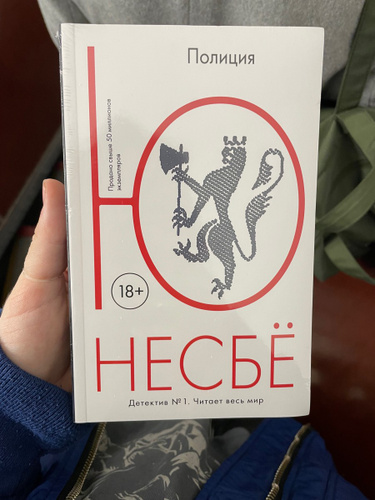 Полиция
Ю
Продано свыше 50 миллионов
экземпляров
18+
НЕСБЁ
Детектив №1. Читает весь мир